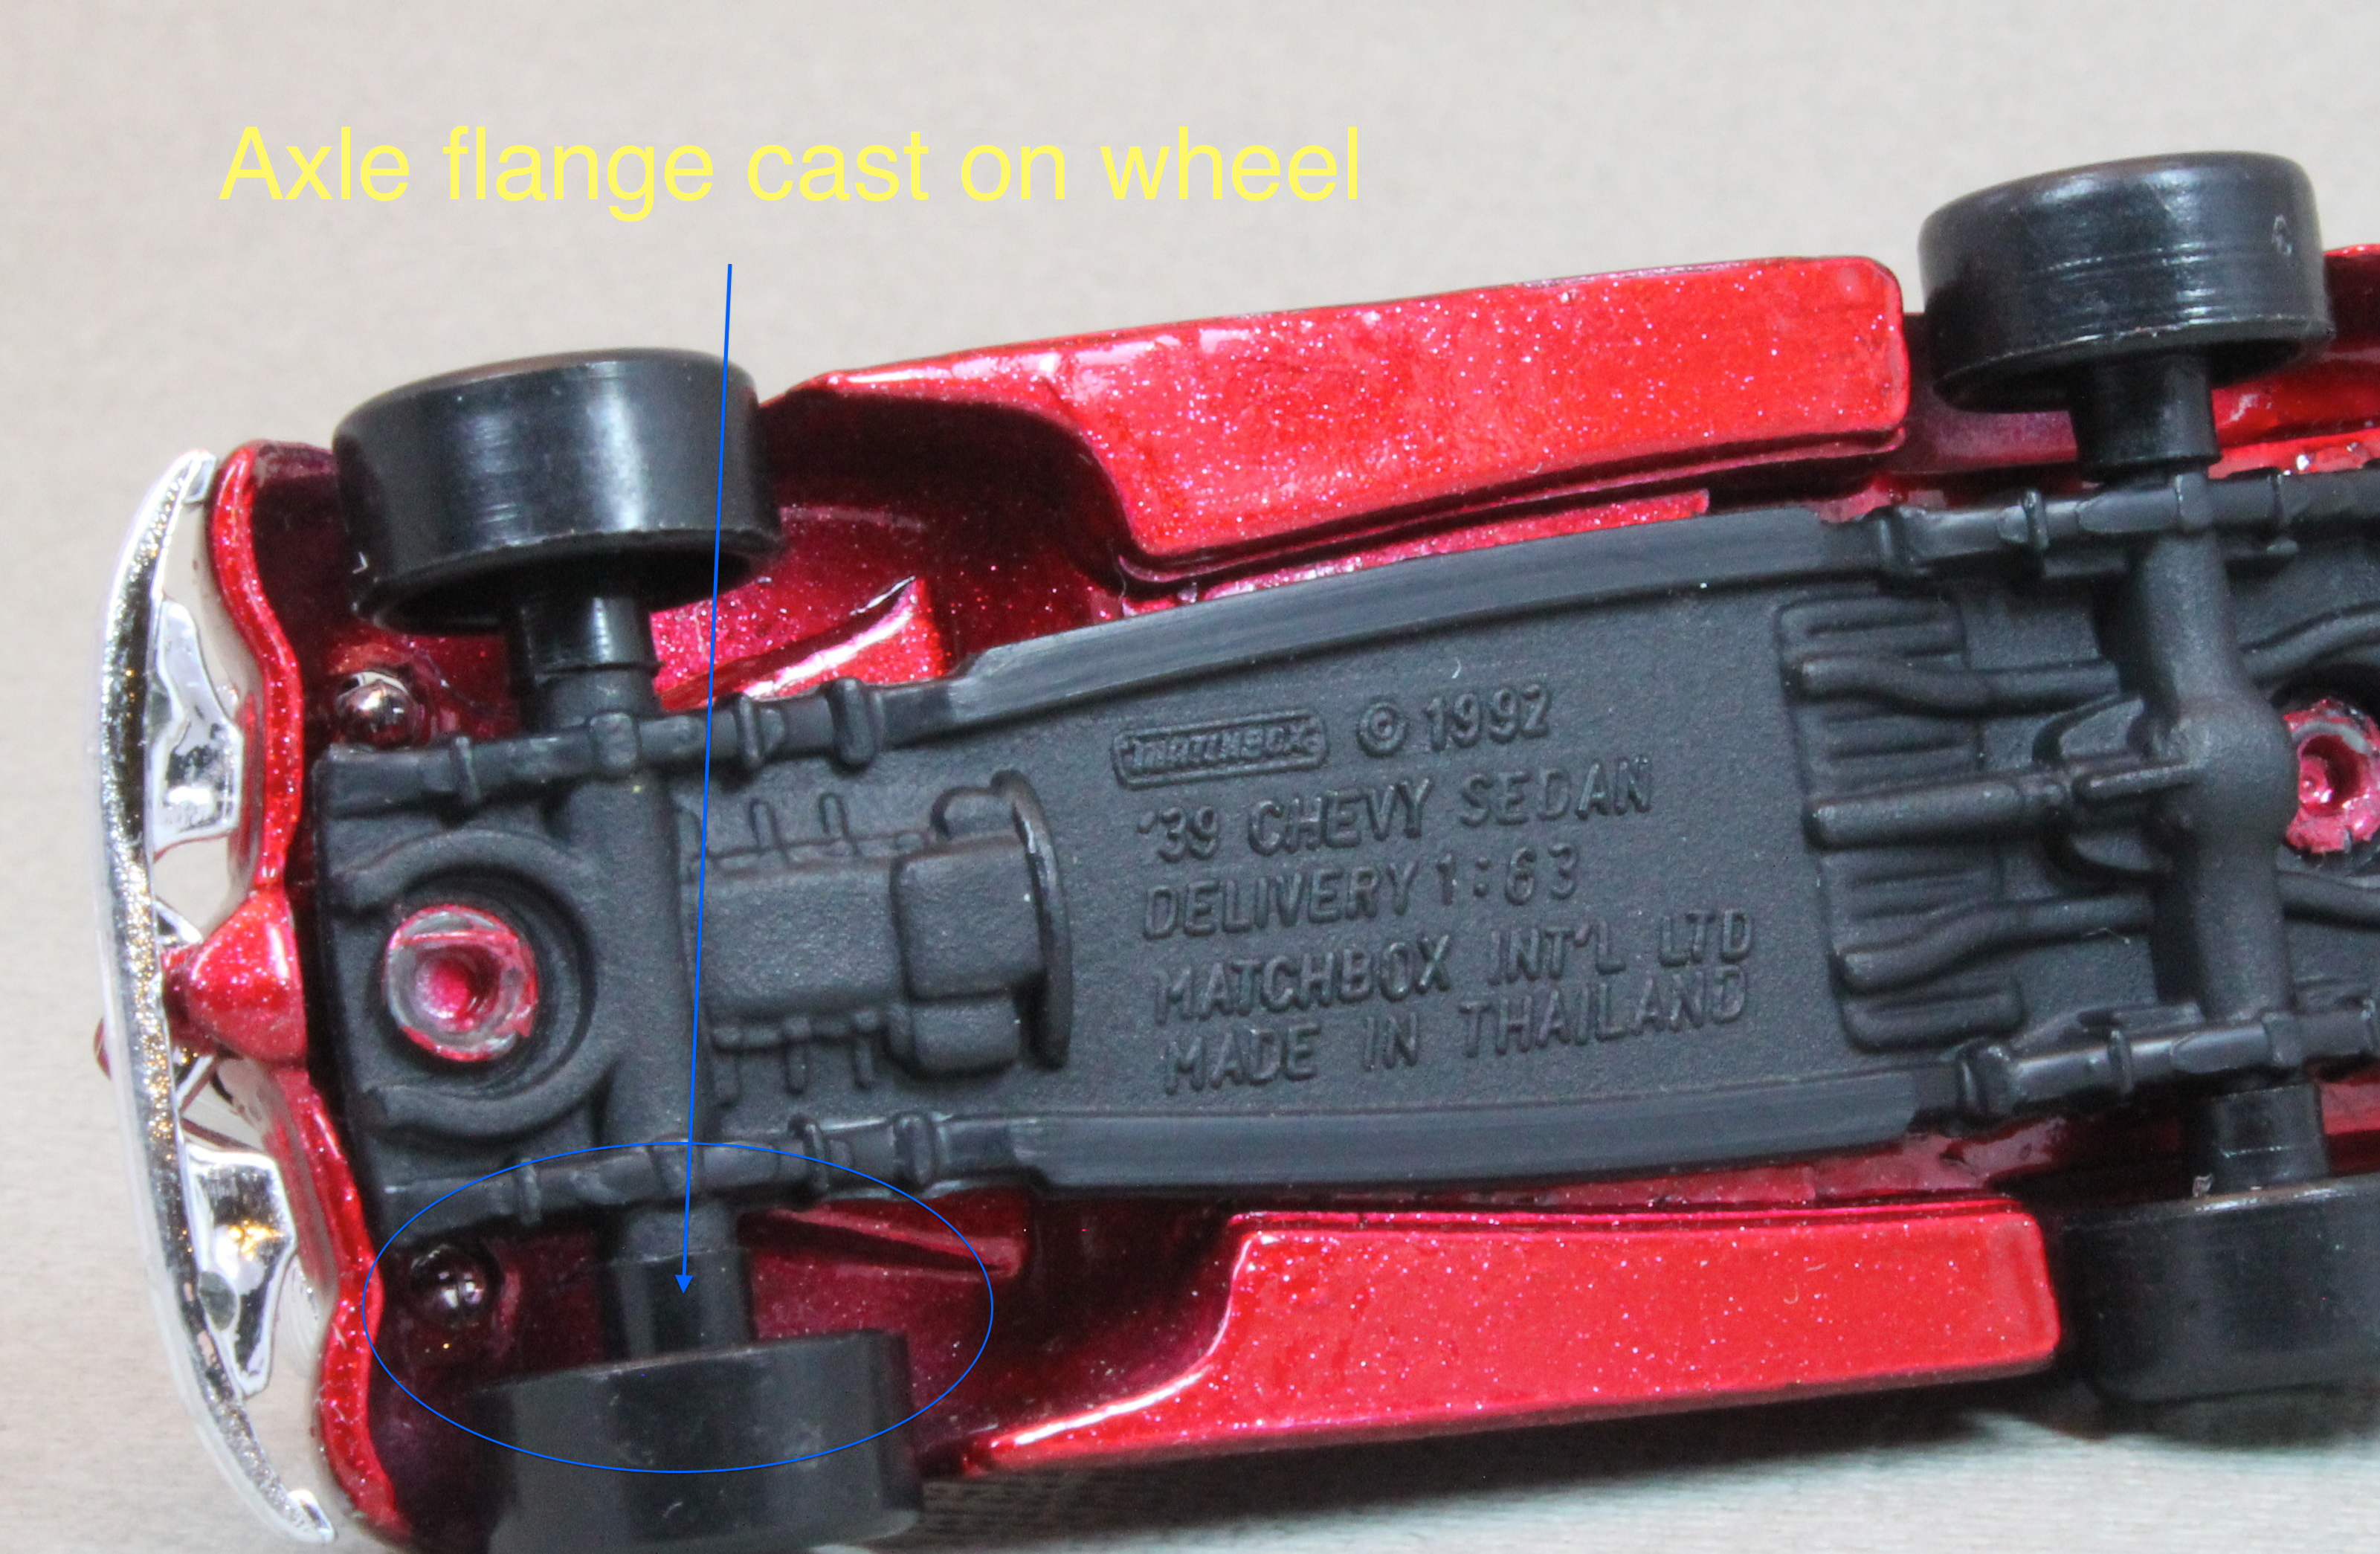 Axle flange cast on wheel
MATCHBOX © 1992
'39 CHEVY SEDAN
DELIVERY 1:63
MATCHBOX INT'L LTD
MADE IN THAILAND